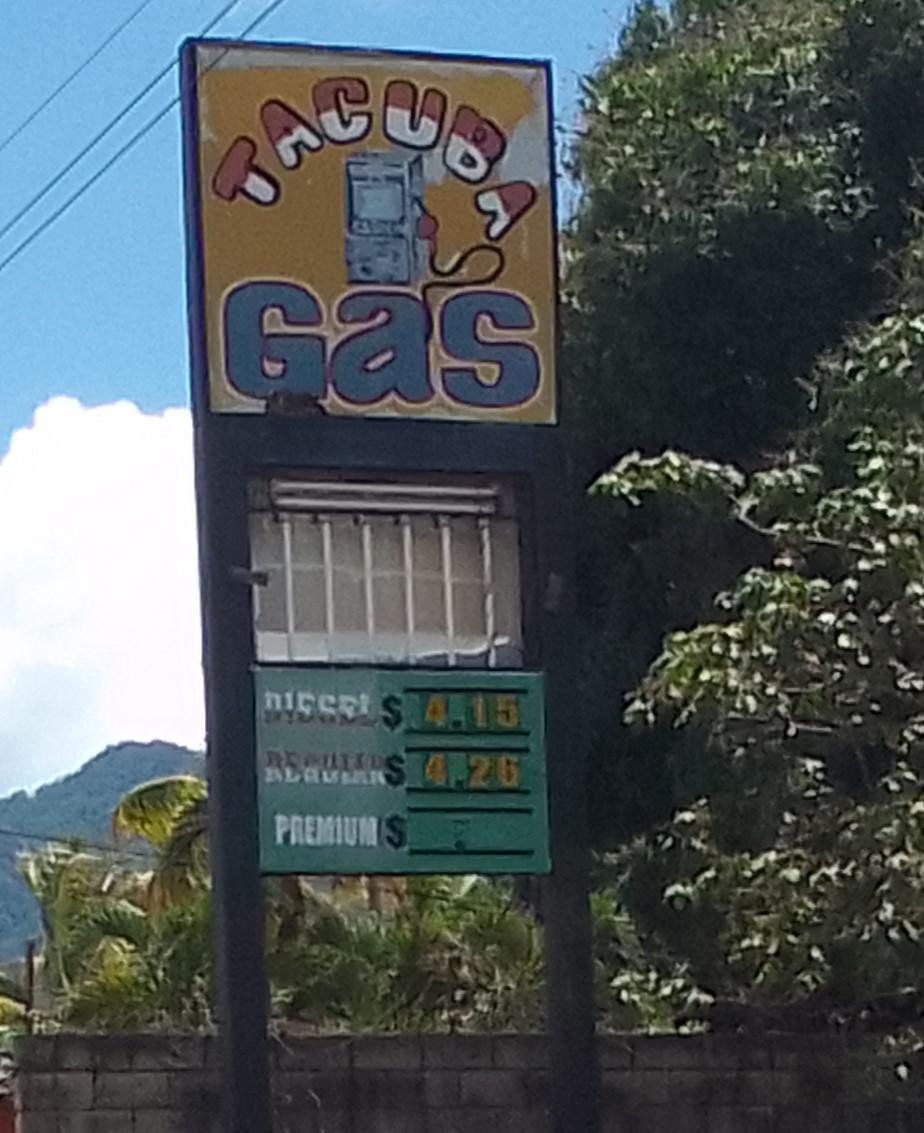 TACUBA
Gas
DIESEL $ 4.15
REGULAR $ 4.26
PREMIUM $